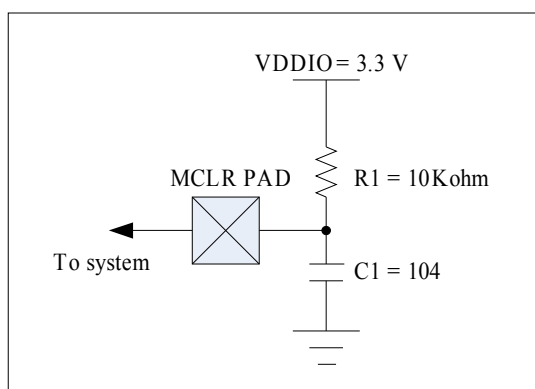 VDDIO = 3.3 V
R1 = 10Kohm
MCLR PAD
To system
C1 = 104